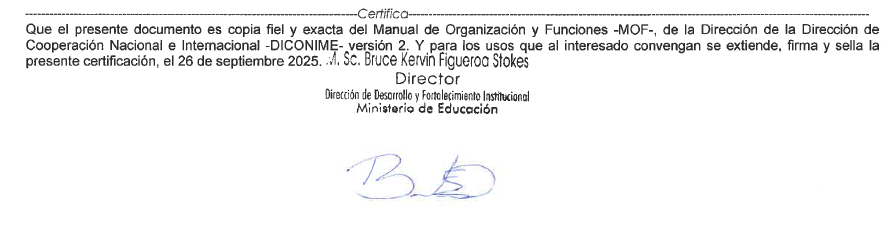 ----------Certifica----------
Que el presente documento es copia fiel y exacta del Manual de Organización y Funciones -MOF-, de la Dirección de la Dirección de
Cooperación Nacional e Internacional -DICONIME- versión 2. Y para los usos que al interesado convengan se extiende, firma y sella la
presente certificación, el 26 de septiembre 2025. M. Sc. Bruce Kervin Figueroa Stokes
Director
Dirección de Desarrollo y Fortalecimiento Institucional
Ministerio de Educación